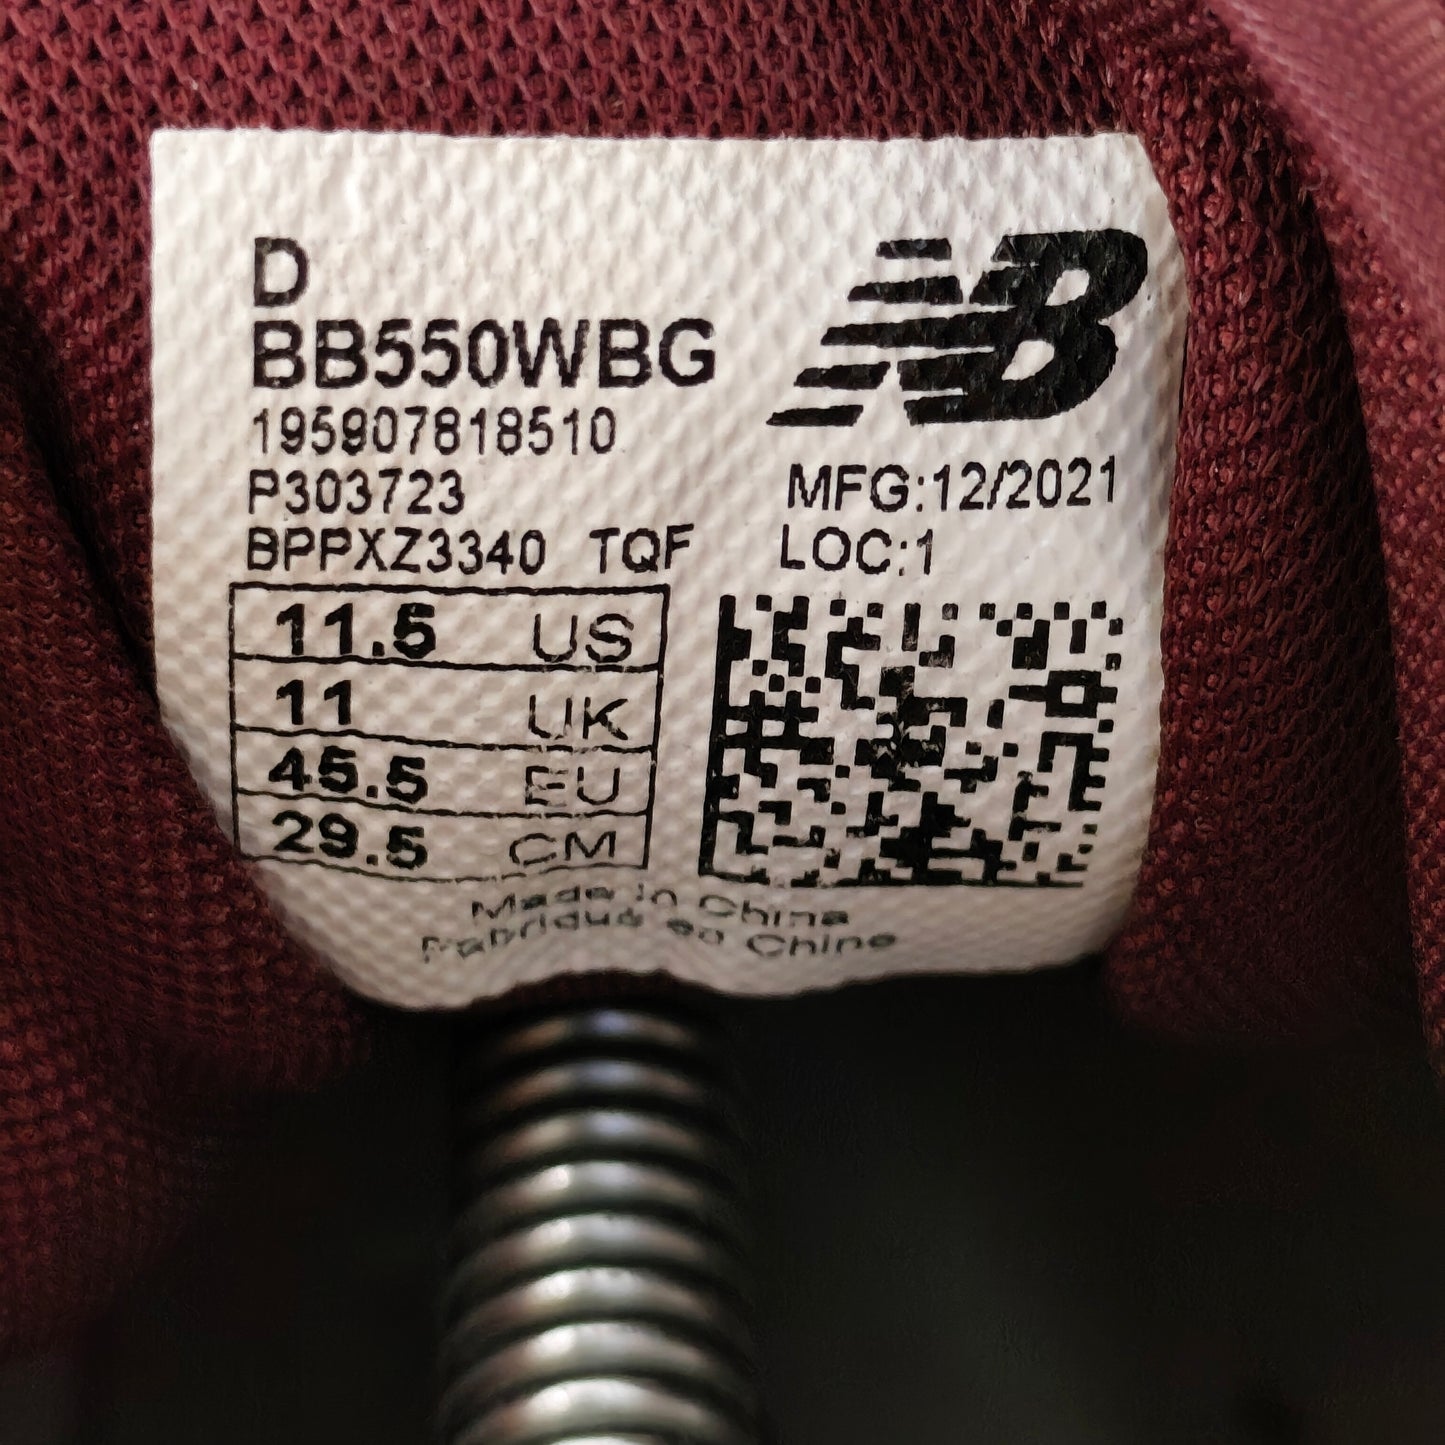 D
BB550WBG
195907818510
P303723
BPPXZ3340 TQF
NB
MFG:12/2021
LOC:1
11.5 US
11 UK
45.5 EU
29.5 CM
Made in China
Fabriqué en Chine